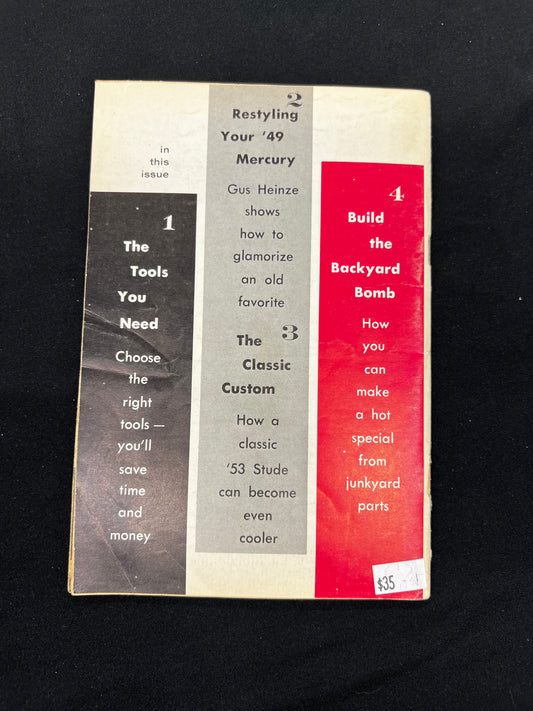 in
this
issue
1
The
Tools
You
Need
Choose
the
right
tools —
you'll
save
time
and
money
2
Restyling
Your '49
Mercury
Gus Heinze
shows
how to
glamorize
an old
favorite
3
The
Classic
Custom
How a
classic
'53 Stude
can become
even
cooler
4
Build
the
Backyard
Bomb
How
you
can
make
a hot
special
from
junkyard
parts
$35